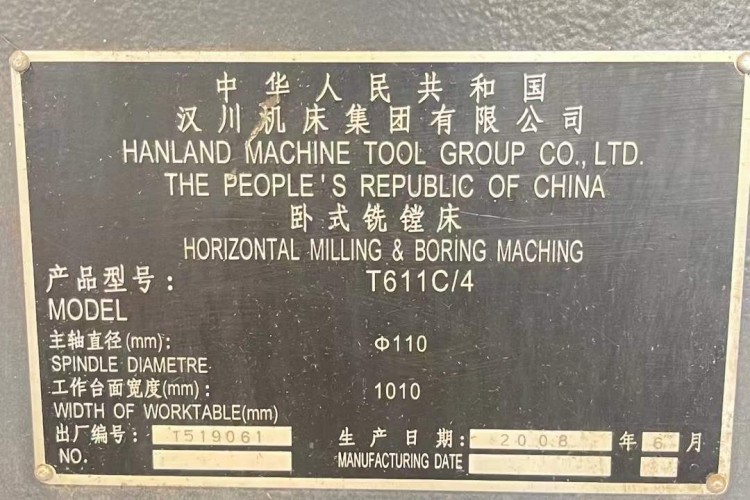 中华人民共和国
汉川机床集团有限公司
HANLAND MACHINE TOOL GROUP CO., LTD.
THE PEOPLE'S REPUBLIC OF CHINA
卧式铣镗床
HORIZONTAL MILLING & BORING MACHING
产品型号： T611C/4
MODEL
主轴直径(mm)： Φ110
SPINDLE DIAMETRE
工作台面宽度(mm)： 1010
WIDTH OF WORKTABLE(mm)
出厂编号： T519061 生产日期： 2008 年 6 月
NO. MANUFACTURING DATE